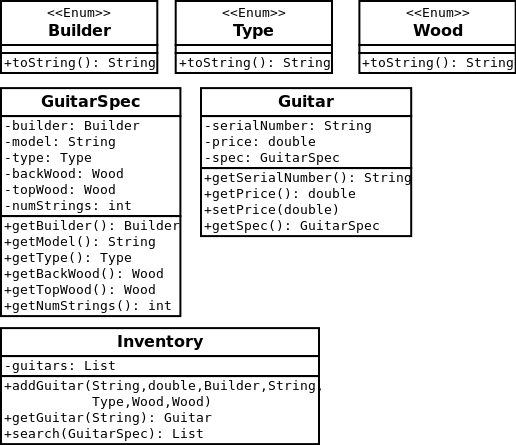 <<Enum>>
Builder
+toString(): String
<<Enum>>
Type
+toString(): String
<<Enum>>
Wood
+toString(): String
GuitarSpec
-builder: Builder
-model: String
-type: Type
-backWood: Wood
-topWood: Wood
-numStrings: int
+getBuilder(): Builder
+getModel(): String
+getType(): Type
+getBackWood(): Wood
+getTopWood(): Wood
+getNumStrings(): int
Guitar
-serialNumber: String
-price: double
-spec: GuitarSpec
+getSerialNumber(): String
+getPrice(): double
+setPrice(double)
+getSpec(): GuitarSpec
Inventory
-guitars: List
+addGuitar(String,double,Builder,String,
Type,Wood,Wood)
+getGuitar(String): Guitar
+search(GuitarSpec): List